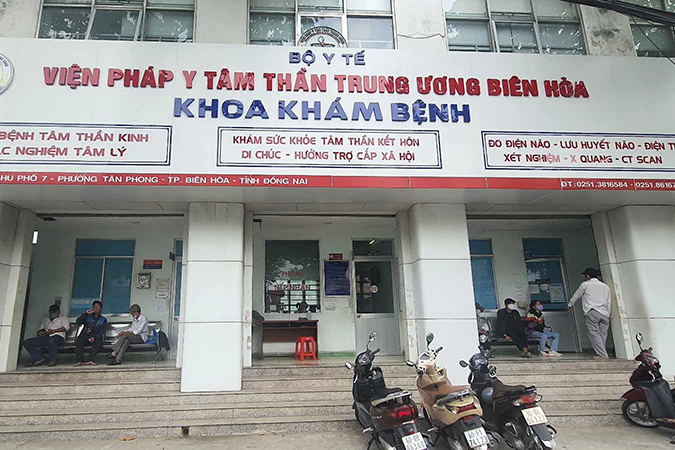 BỘ Y TẾ
VIỆN PHÁP Y TÂM THẦN TRUNG ƯƠNG BIÊN HÒA
KHOA KHÁM BỆNH
BỆNH TÂM THẦN KINH
NGHIỆM TÂM LÝ
KHÁM SỨC KHỎE TÂM THẦN KẾT HÔN
DI CHÚC - HƯỞNG TRỢ CẤP XÃ HỘI
ĐO ĐIỆN NÃO - LƯU HUYẾT NÃO - ĐIỆN T
XÉT NGHIỆM - X QUANG - CT SCAN
HU PHỐ 7 - PHƯỜNG TÂN PHONG - TP. BIÊN HÒA - TỈNH ĐỒNG NAI
ĐT: 0251.3816584 - 0251.8616
PHÒNG